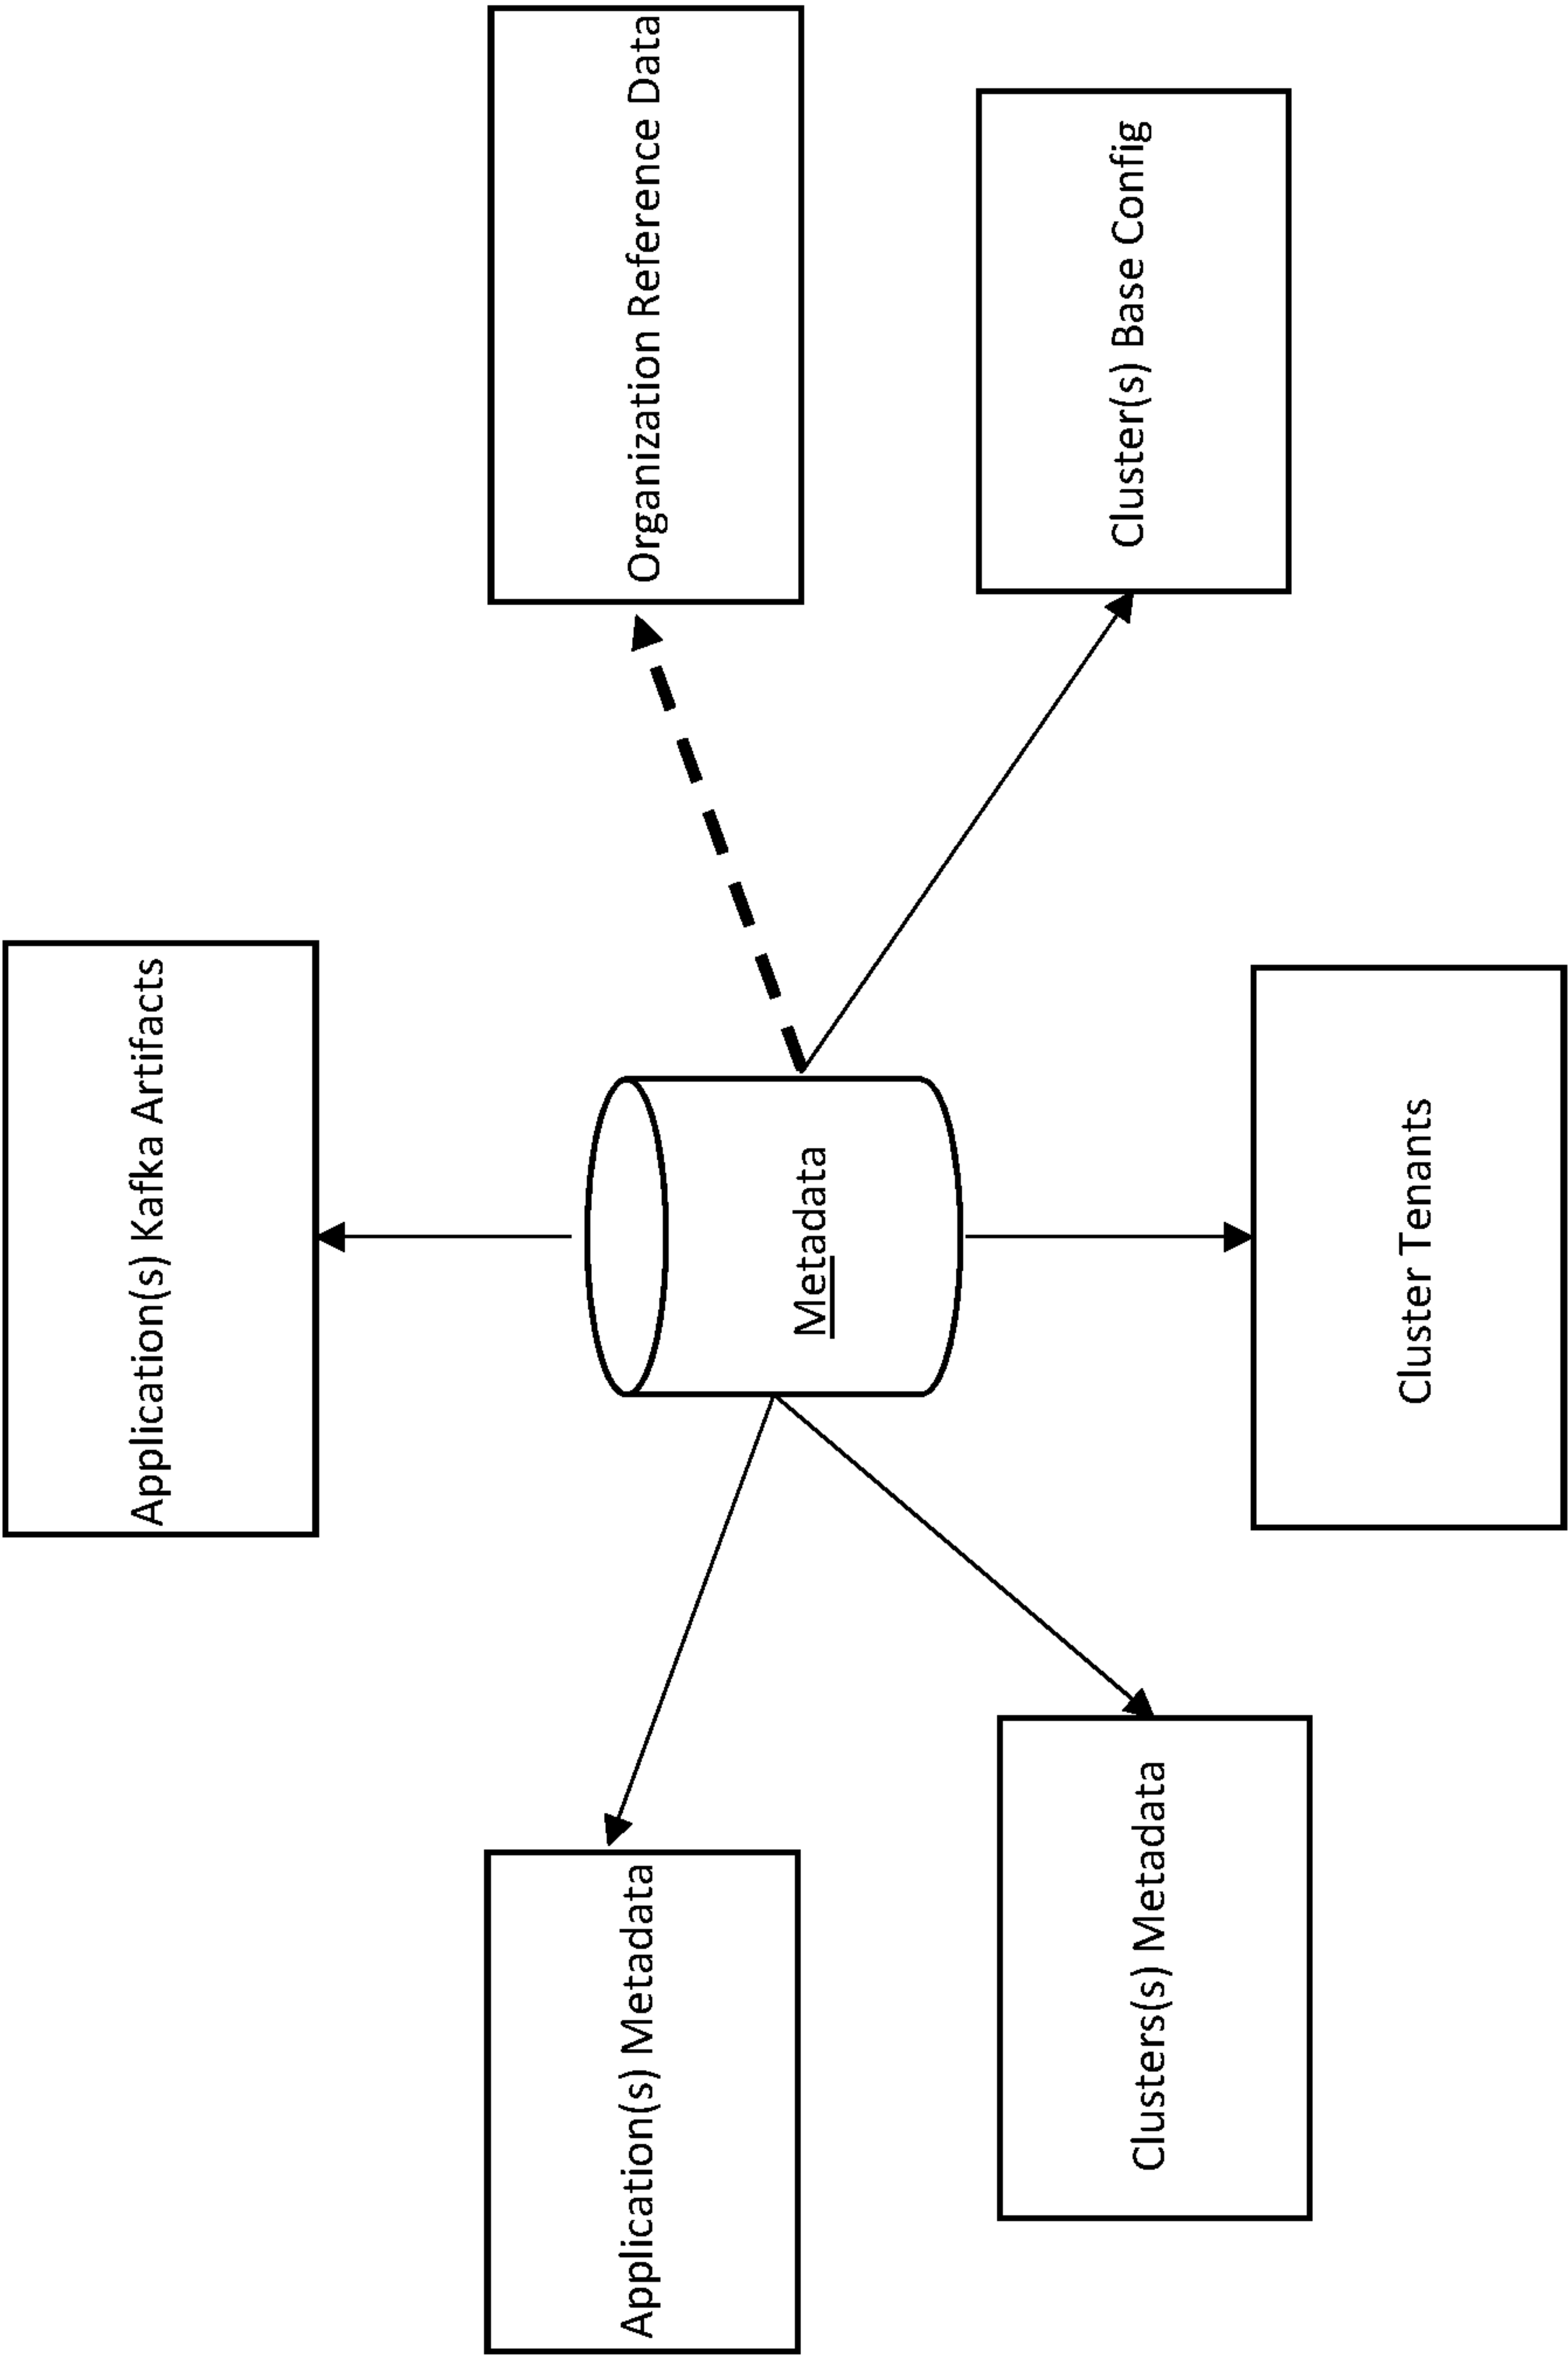 Application(s) Kafka Artifacts
Application(s) Metadata
Organization Reference Data
Metadata
Clusters(s) Metadata
Cluster(s) Base Config
Cluster Tenants